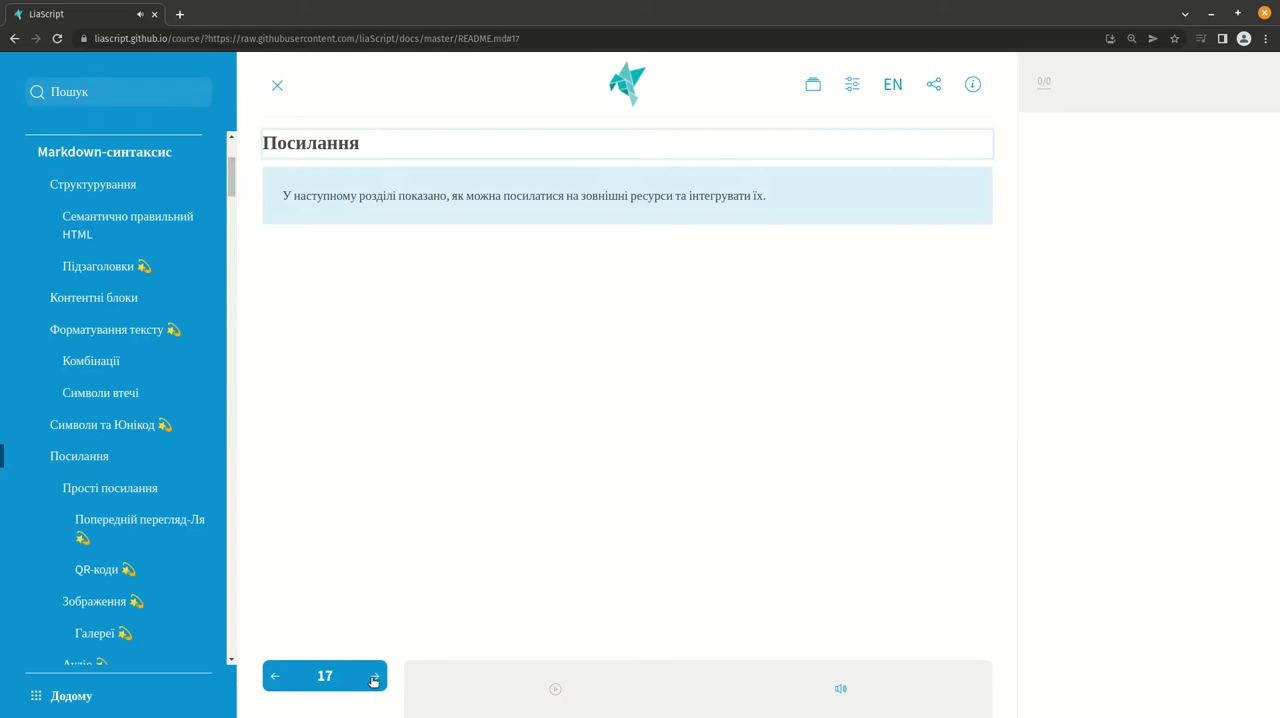 LiaScript
liascript.github.io/course/?https://raw.githubusercontent.com/liaScript/docs/master/README.md#17
Пошук
EN
0/0
Markdown-синтаксис
Структурування
Семантично правильний
HTML
Підзаголовки 💫
Контентні блоки
Форматування тексту 💫
Комбінації
Символи втечі
Символи та Юнікод 💫
Посилання
Прості посилання
Попередній перегляд-Ля
💫
QR-коди 💫
Зображення 💫
Галереї 💫
Аудіо 💫
Додому
Посилання
У наступному розділі показано, як можна посилатися на зовнішні ресурси та інтегрувати їх.
17